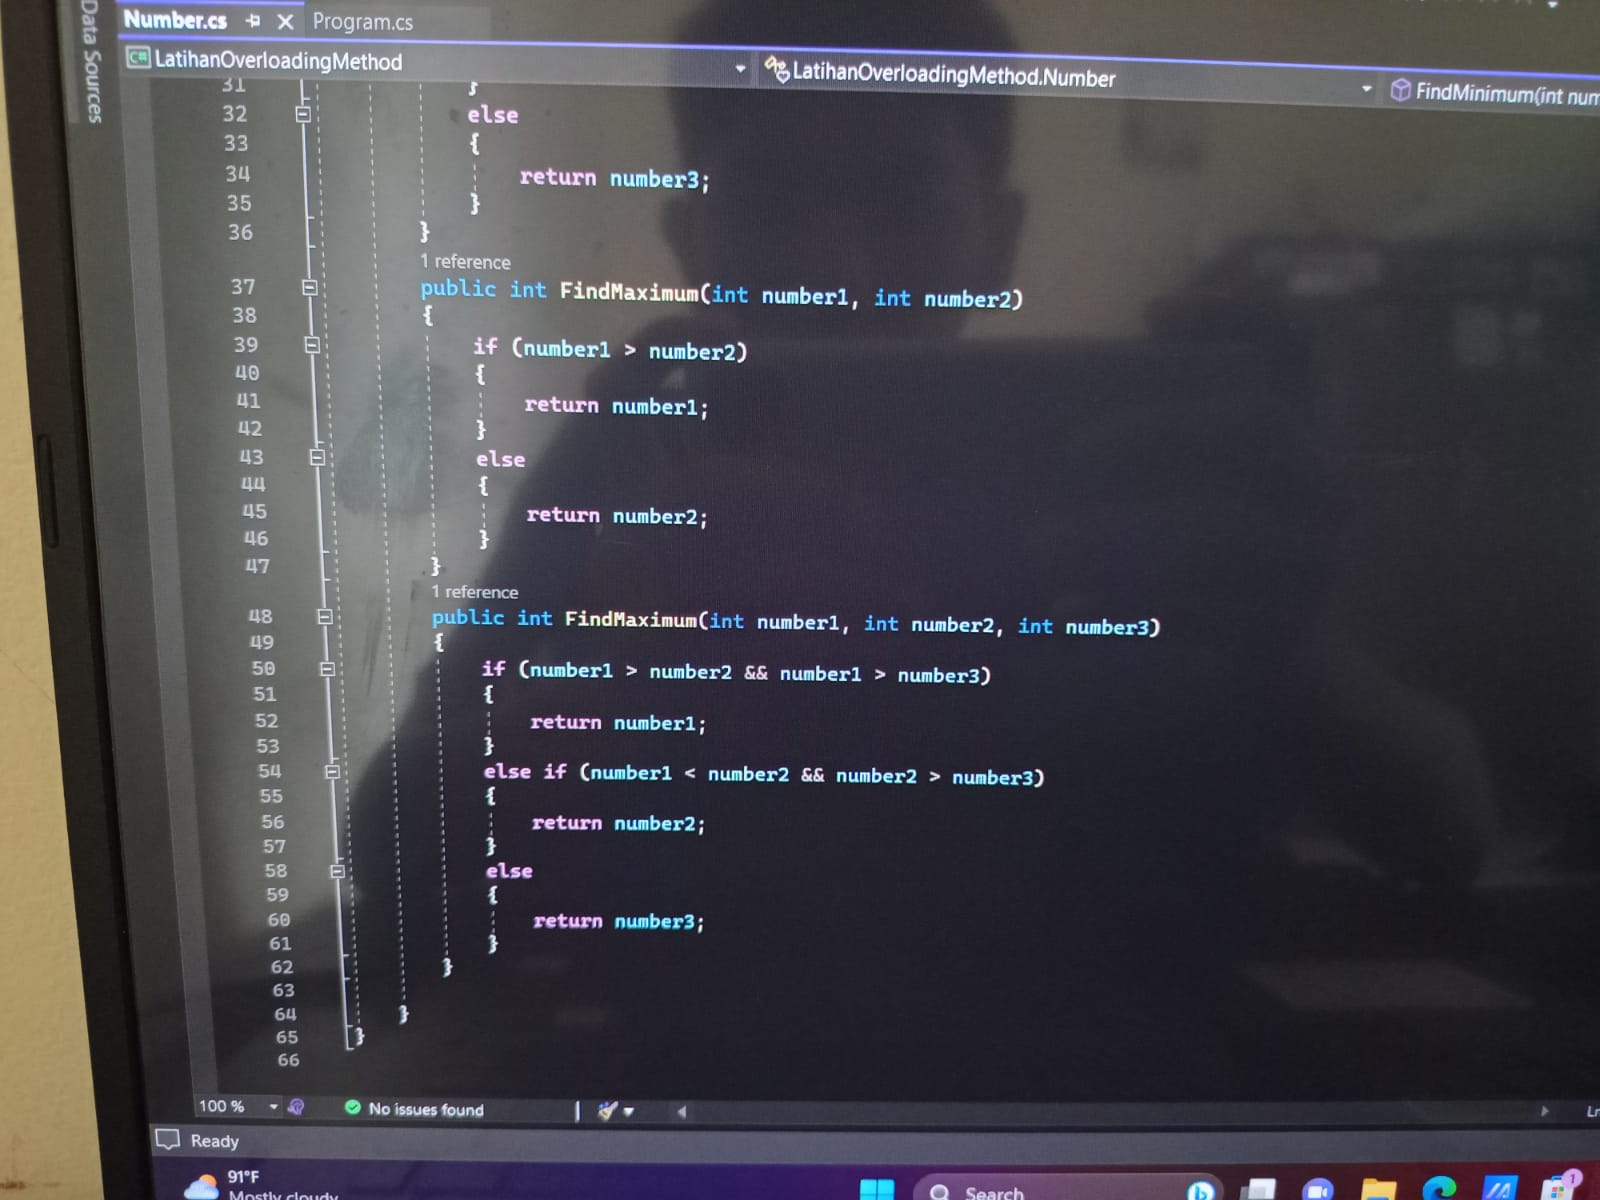 Data Sources
Number.cs Program.cs
C# LatihanOverloadingMethod LatihanOverloadingMethod.Number FindMinimum(int num
31 }
32 else
33 {
34 return number3;
35 }
36 }
1 reference
37 public int FindMaximum(int number1, int number2)
38 {
39 if (number1 > number2)
40 {
41 return number1;
42 }
43 else
44 {
45 return number2;
46 }
47 }
1 reference
48 public int FindMaximum(int number1, int number2, int number3)
49 {
50 if (number1 > number2 && number1 > number3)
51 {
52 return number1;
53 }
54 else if (number1 < number2 && number2 > number3)
55 {
56 return number2;
57 }
58 else
59 {
60 return number3;
61 }
62 }
63
64 }
65 }
66
100 % No issues found Ln
Ready
91°F
Mostly cloudy
Search
1